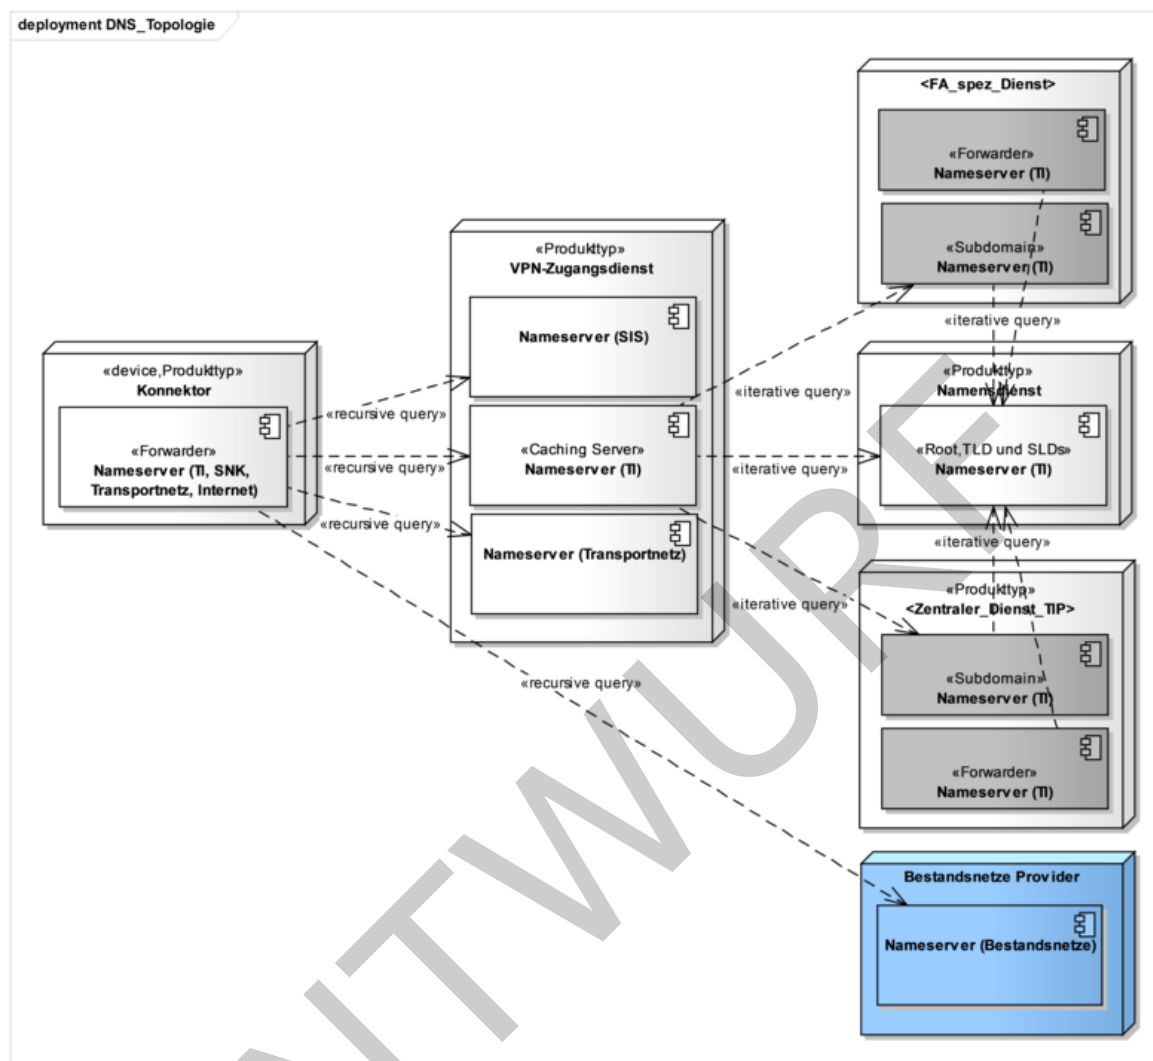 deployment DNS_Topologie
<FA_spez_Dienst>
«Forwarder»
Nameserver (TI)
«Subdomain»
Nameserver (TI)
«iterative query»
«Produkttyp»
VPN-Zugangsdienst
Nameserver (SIS)
«Caching Server»
Nameserver (TI)
Nameserver (Transportnetz)
«device,Produkttyp»
Konnektor
«Forwarder»
Nameserver (TI, SNK,
Transportnetz, Internet)
«recursive query»
«recursive query»
«recursive query»
«recursive query»
«iterative query»
«iterative query»
«iterative query»
«Produkttyp»
Namensdienst
«Root,TLD und SLDs»
Nameserver (TI)
«iterative query»
«Produkttyp»
<Zentraler_Dienst_TIP>
«Subdomain»
Nameserver (TI)
«Forwarder»
Nameserver (TI)
Bestandsnetze Provider
Nameserver (Bestandsnetze)
NTWURF